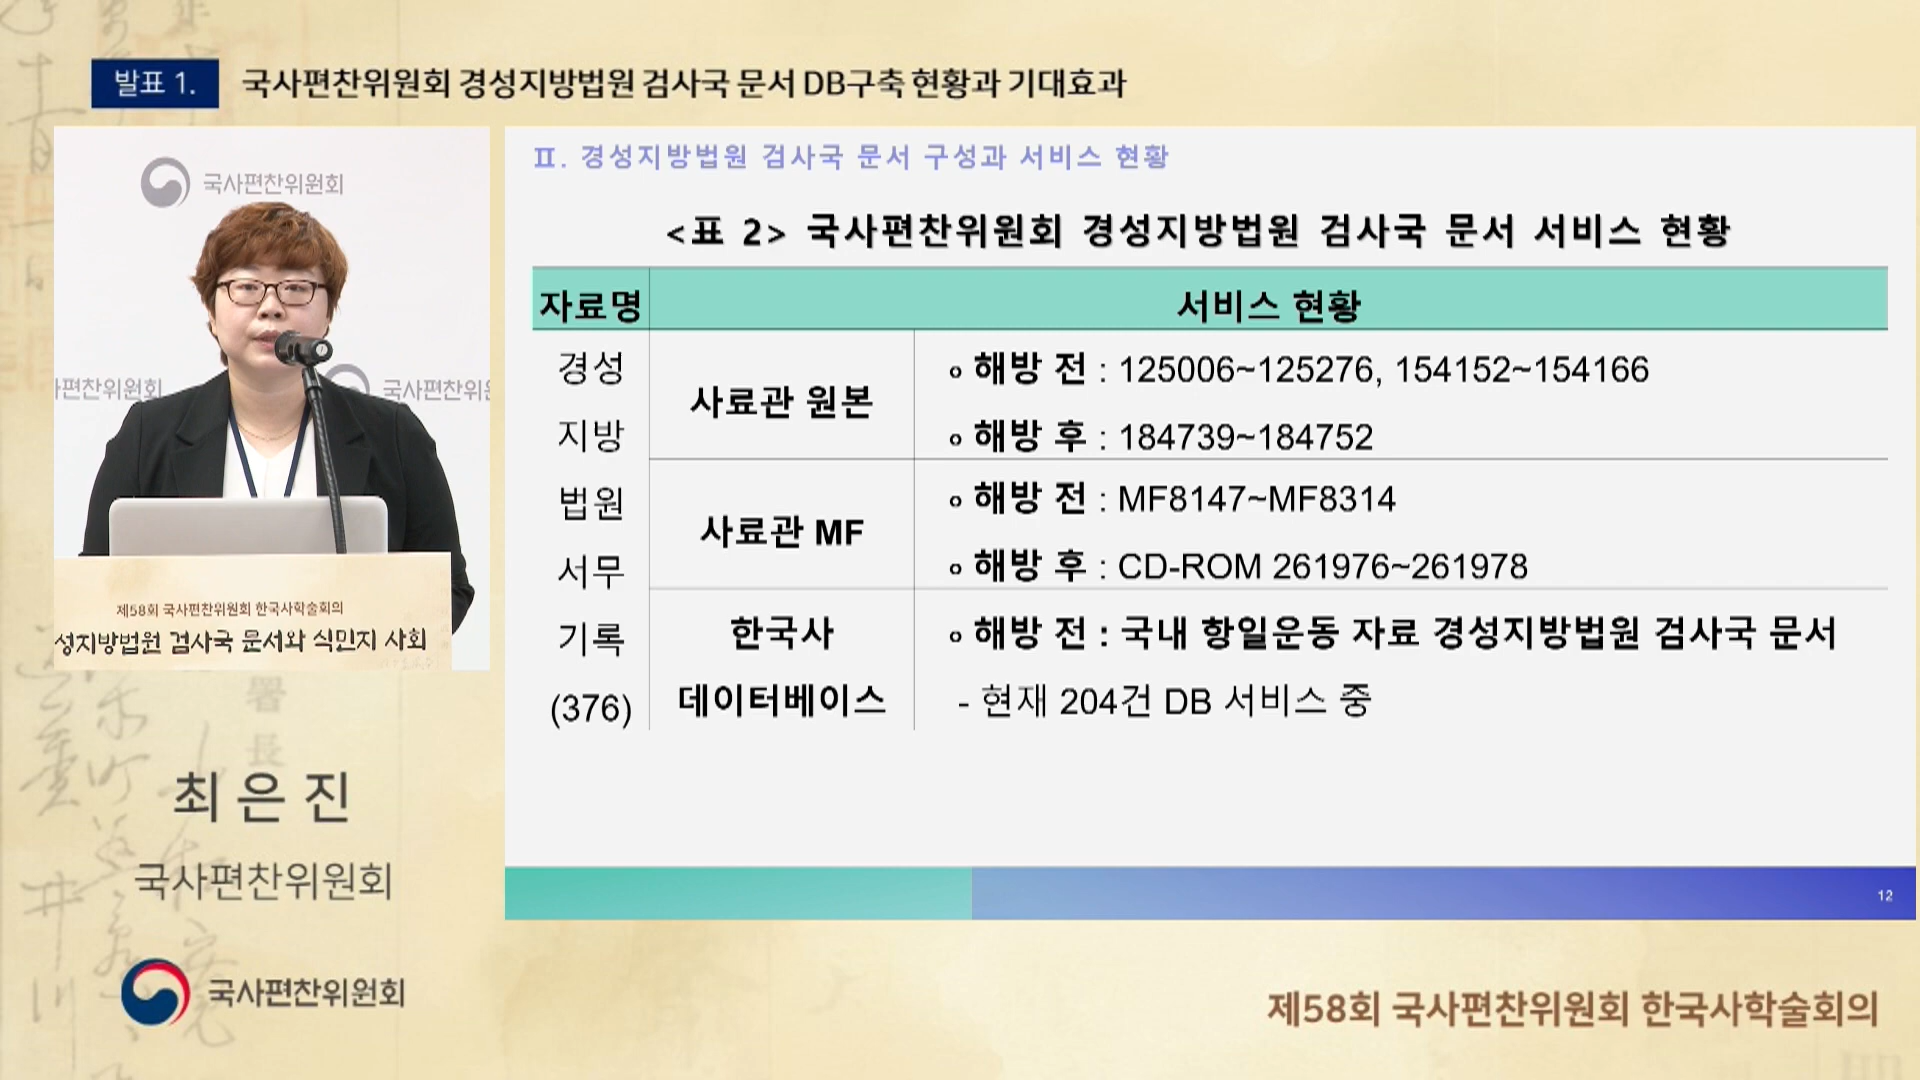 발표 1.
국사편찬위원회 경성지방법원 검사국 문서 DB구축 현황과 기대효과
국사편찬위원회
국사편찬위원회
제58회 국사편찬위원회 한국사학술회의
성지방법원 검사국 문서와 식민지 사회
최은진
국사편찬위원회
국사편찬위원회
Ⅱ. 경성지방법원 검사국 문서 구성과 서비스 현황
<표 2> 국사편찬위원회 경성지방법원 검사국 문서 서비스 현황
자료명 서비스 현황
경성
지방
법원
서무
기록
(376)
사료관 원본
o 해방 전 : 125006~125276, 154152~154166
o 해방 후 : 184739~184752
사료관 MF
o 해방 전 : MF8147~MF8314
o 해방 후 : CD-ROM 261976~261978
한국사
데이터베이스
o 해방 전 : 국내 항일운동 자료 경성지방법원 검사국 문서
- 현재 204건 DB 서비스 중
12
제58회 국사편찬위원회 한국사학술회의